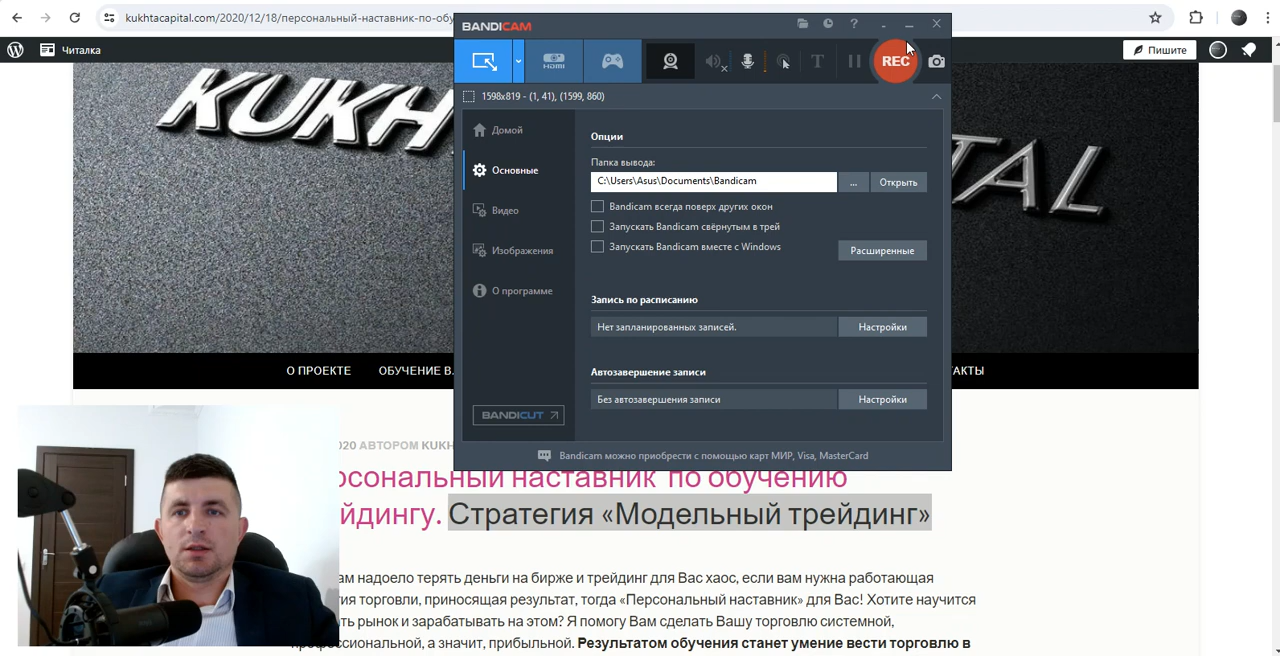 kukhtacapital.com/2020/12/18/персональный-наставник-по-обу
Читалка
Пишите
KUKH
TAL
BANDICAM
HDMI
REC
1598x819 - (1, 41), (1599, 860)
Домой
Основные
Видео
Изображения
О программе
BANDICUT
Опции
Папка вывода:
C:\Users\Asus\Documents\Bandicam
...
Открыть
Bandicam всегда поверх других окон
Запускать Bandicam свёрнутым в трей
Запускать Bandicam вместе с Windows
Расширенные
Запись по расписанию
Нет запланированных записей.
Настройки
Автозавершение записи
Без автозавершения записи
Настройки
Bandicam можно приобрести с помощью карт МИР, Visa, MasterCard
О ПРОЕКТЕ
ОБУЧЕНИЕ В
АКТЫ
020 АВТОРОМ KUKH
рсональный наставник по обучению
йдингу. Стратегия «Модельный трейдинг»
ам надоело терять деньги на бирже и трейдинг для Вас хаос, если вам нужна работающая
ия торговли, приносящая результат, тогда «Персональный наставник» для Вас! Хотите научится
ть рынок и зарабатывать на этом? Я помогу Вам сделать Вашу торговлю системной,
профессиональной, а значит, прибыльной. Результатом обучения станет умение вести торговлю в